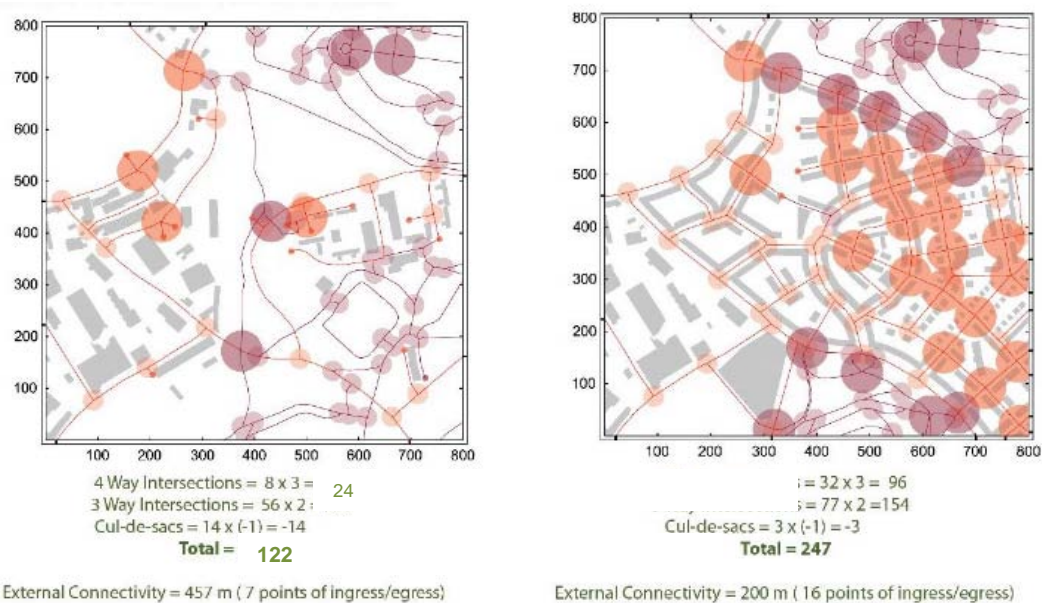 800
700
600
500
400
300
200
100
100 200 300 400 500 600 700 800
4 Way Intersections = 8 x 3 = 24
3 Way Intersections = 56 x 2
Cul-de-sacs = 14 x (-1) = -14
Total = 122
External Connectivity = 457 m ( 7 points of ingress/egress)
800
700
600
500
400
300
200
100
100 200 300 400 500 600 700 800
= 32 x 3 = 96
= 77 x 2 =154
Cul-de-sacs = 3 x (-1) = -3
Total = 247
External Connectivity = 200 m ( 16 points of ingress/egress)